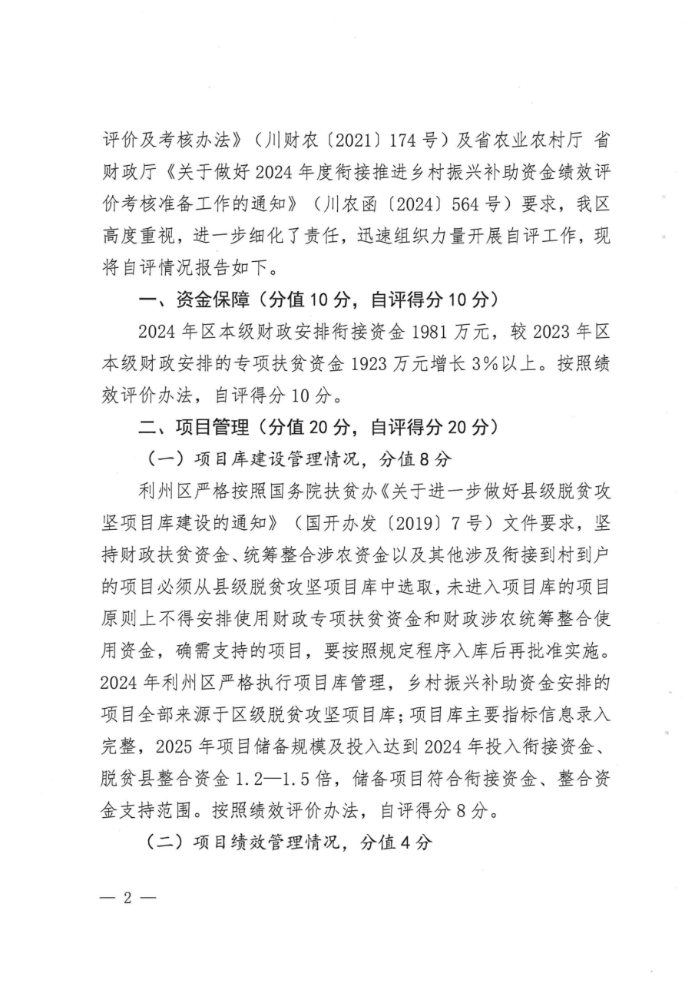 评价及考核办法》（川财农〔2021〕174 号）及省农业农村厅 省
财政厅《关于做好 2024 年度衔接推进乡村振兴补助资金绩效评
价考核准备工作的通知》（川农函〔2024〕564 号）要求，我区
高度重视，进一步细化了责任，迅速组织力量开展自评工作，现
将自评情况报告如下。
一、资金保障（分值 10 分，自评得分 10 分）
2024 年区本级财政安排衔接资金 1981 万元，较 2023 年区
本级财政安排的专项扶贫资金 1923 万元增长 3%以上。按照绩
效评价办法，自评得分 10 分。
二、项目管理（分值 20 分，自评得分 20 分）
（一）项目库建设管理情况，分值 8 分
利州区严格按照国务院扶贫办《关于进一步做好县级脱贫攻
坚项目库建设的通知》（国开办发〔2019〕7 号）文件要求，坚
持财政扶贫资金、统筹整合涉农资金以及其他涉及衔接到村到户
的项目必须从县级脱贫攻坚项目库中选取，未进入项目库的项目
原则上不得安排使用财政专项扶贫资金和财政涉农统筹整合使
用资金，确需支持的项目，要按照规定程序入库后再批准实施。
2024 年利州区严格执行项目库管理，乡村振兴补助资金安排的
项目全部来源于区级脱贫攻坚项目库；项目库主要指标信息录入
完整，2025 年项目储备规模及投入达到 2024 年投入衔接资金、
脱贫县整合资金 1.2—1.5 倍，储备项目符合衔接资金、整合资
金支持范围。按照绩效评价办法，自评得分 8 分。
（二）项目绩效管理情况，分值 4 分
— 2 —